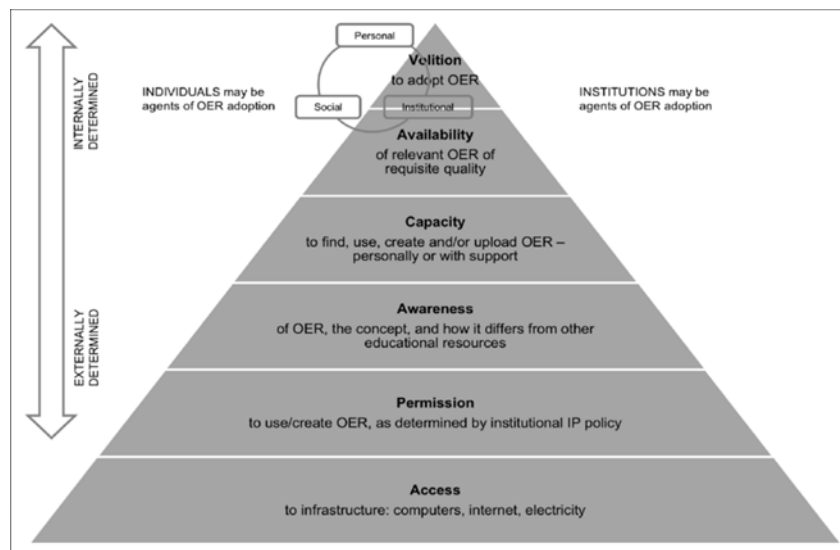 Personal
Volition
to adopt OER
Social
Institutional
INDIVIDUALS may be
agents of OER adoption
INSTITUTIONS may be
agents of OER adoption
INTERNALLY
DETERMINED
Availability
of relevant OER of
requisite quality
Capacity
to find, use, create and/or upload OER –
personally or with support
Awareness
of OER, the concept, and how it differs from other
educational resources
EXTERNALLY
DETERMINED
Permission
to use/create OER, as determined by institutional IP policy
Access
to infrastructure: computers, internet, electricity